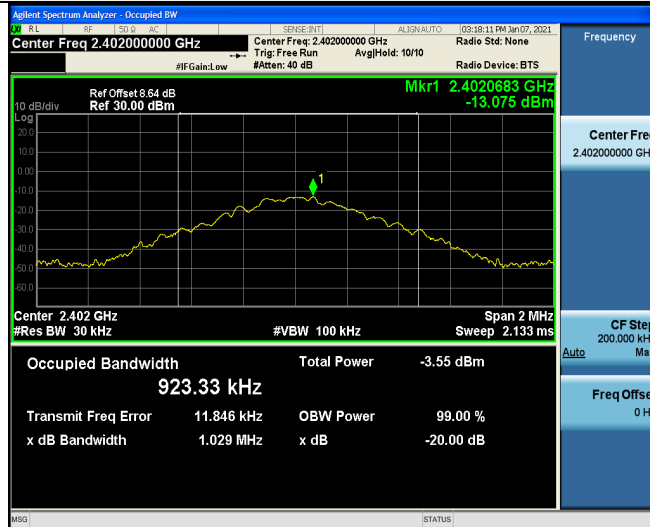 Agilent Spectrum Analyzer - Occupied BW
LXI RL RF 50 Ω AC SENSE:INT ALIGN AUTO 03:18:11 PM Jan 07, 2021
Center Freq 2.402000000 GHz
Center Freq: 2.402000000 GHz Radio Std: None
Trig: Free Run Avg|Hold: 10/10
#IFGain:Low #Atten: 40 dB Radio Device: BTS
Frequency
Ref Offset 8.64 dB Mkr1 2.4020683 GHz
10 dB/div Ref 30.00 dBm -13.075 dBm
Log
20.0
10.0
0.00
-10.0
-20.0
-30.0
-40.0
-50.0
-60.0
1
Center Fre
2.402000000 GH
Center 2.402 GHz Span 2 MHz
#Res BW 30 kHz #VBW 100 kHz Sweep 2.133 ms
CF Step
200.000 kH
Auto Ma
Occupied Bandwidth Total Power -3.55 dBm
923.33 kHz
Transmit Freq Error 11.846 kHz OBW Power 99.00 %
x dB Bandwidth 1.029 MHz x dB -20.00 dB
Freq Offse
0 H
MSG STATUS